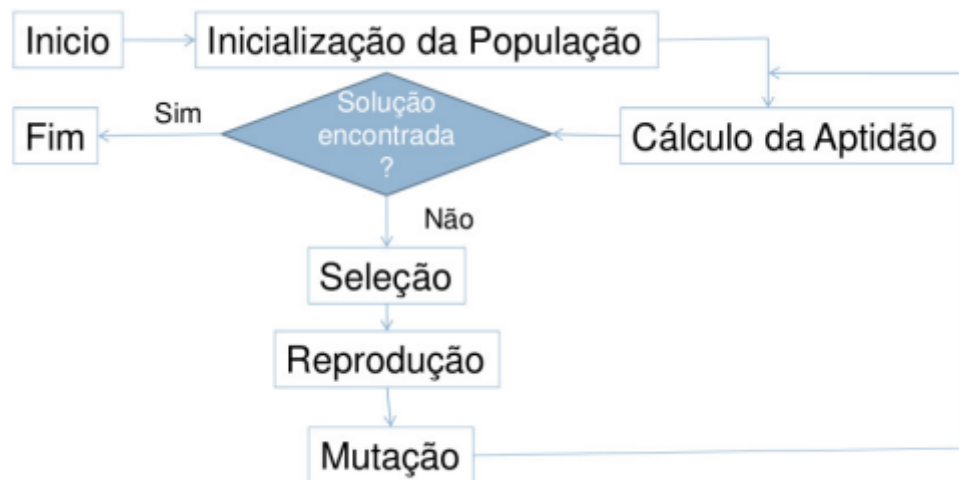 Inicio
Inicialização da População
Solução
encontrada
?
Sim
Fim
Cálculo da Aptidão
Não
Seleção
Reprodução
Mutação